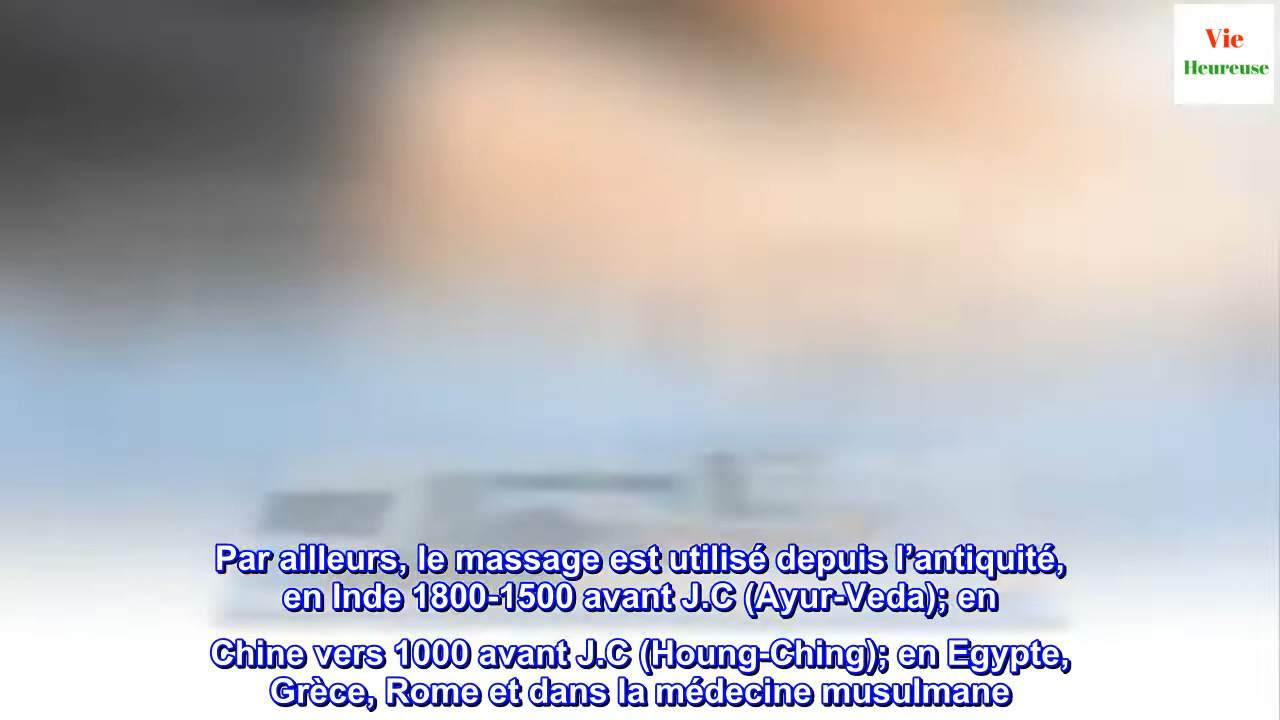 Vie
Heureuse
Par ailleurs, le massage est utilisé depuis l’antiquité,
en Inde 1800-1500 avant J.C (Ayur-Veda); en
Chine vers 1000 avant J.C (Houng-Ching); en Egypte,
Grèce, Rome et dans la médecine musulmane